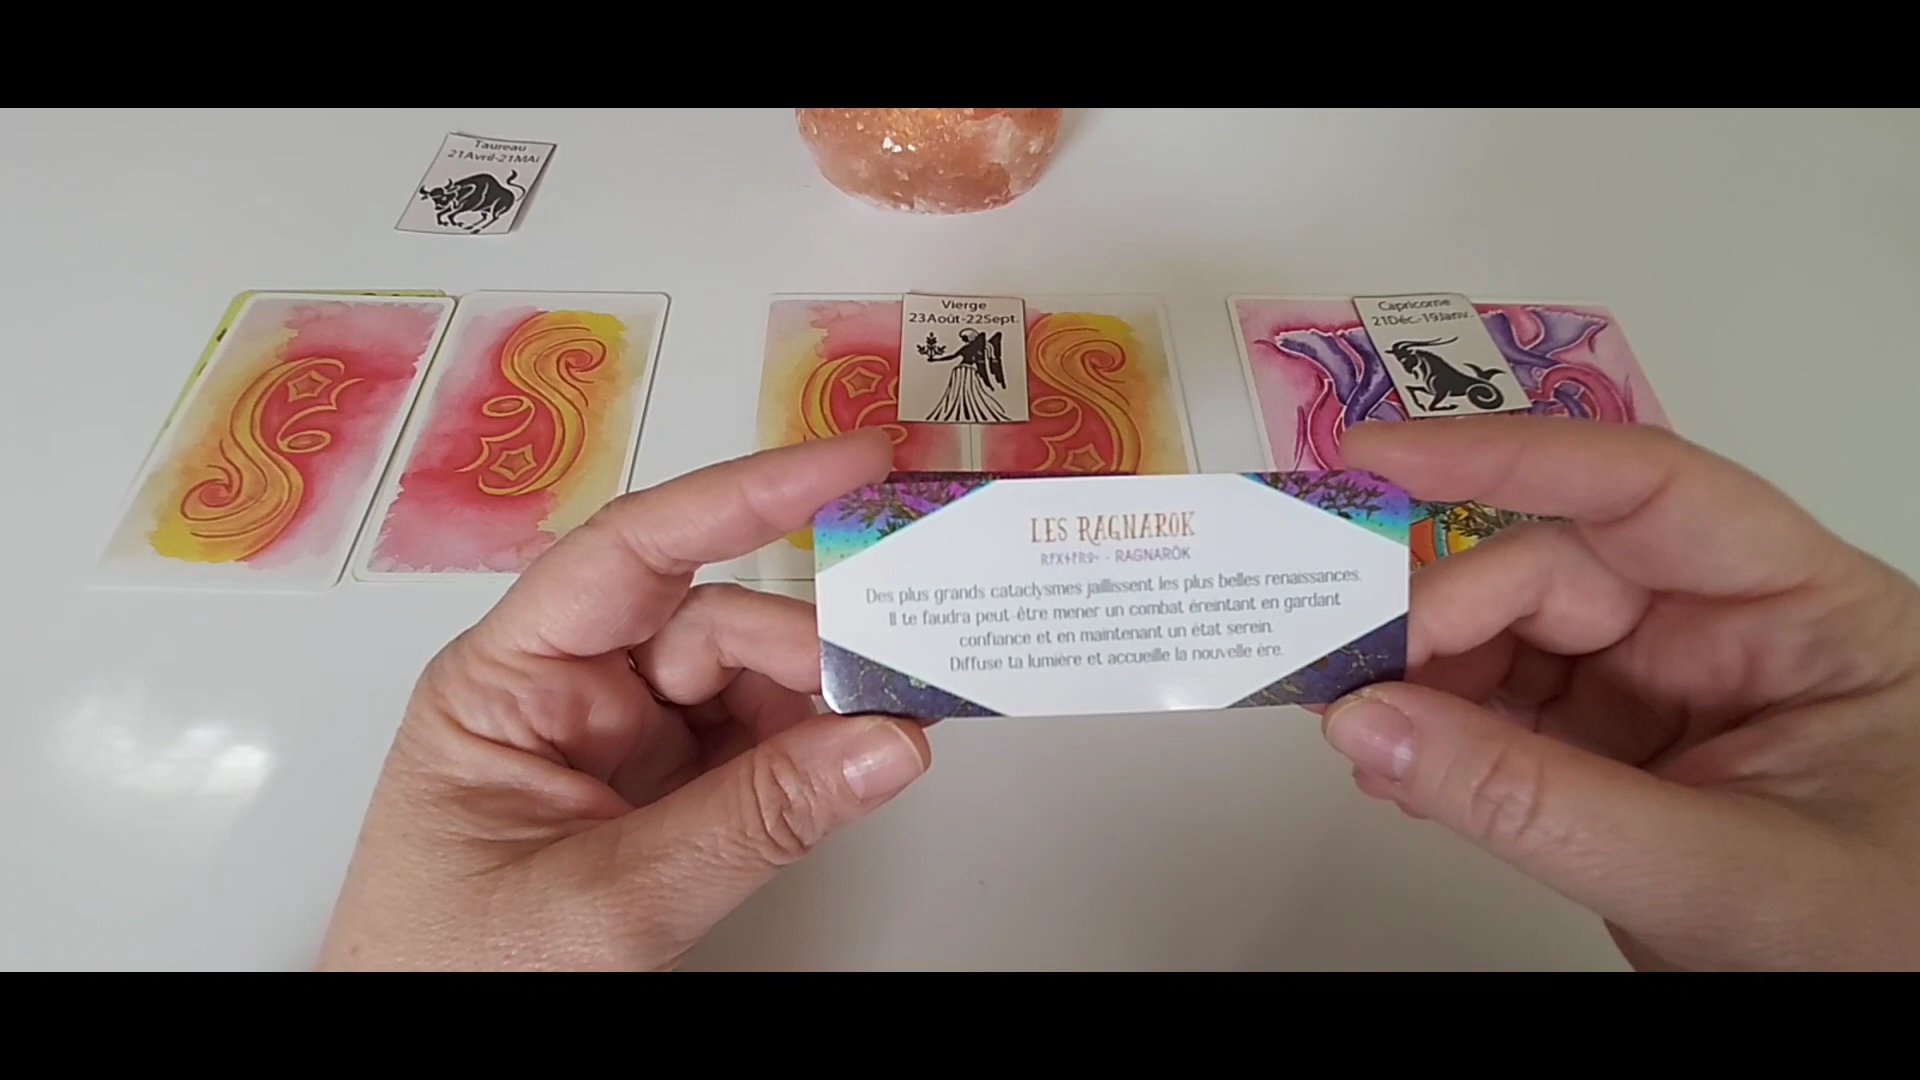 Taureau
21Avril-21MAi
Vierge
23Août-22Sept.
Capricorne
21Déc.-19Janv.
LES RAGNARÖK
ᚱᚨᚷᚾᚨᚱᛟᚲ - RAGNARÖK
Des plus grands cataclysmes jaillissent les plus belles renaissances.
Il te faudra peut-être mener un combat éreintant en gardant
confiance et en maintenant un état serein.
Diffuse ta lumière et accueille la nouvelle ère.